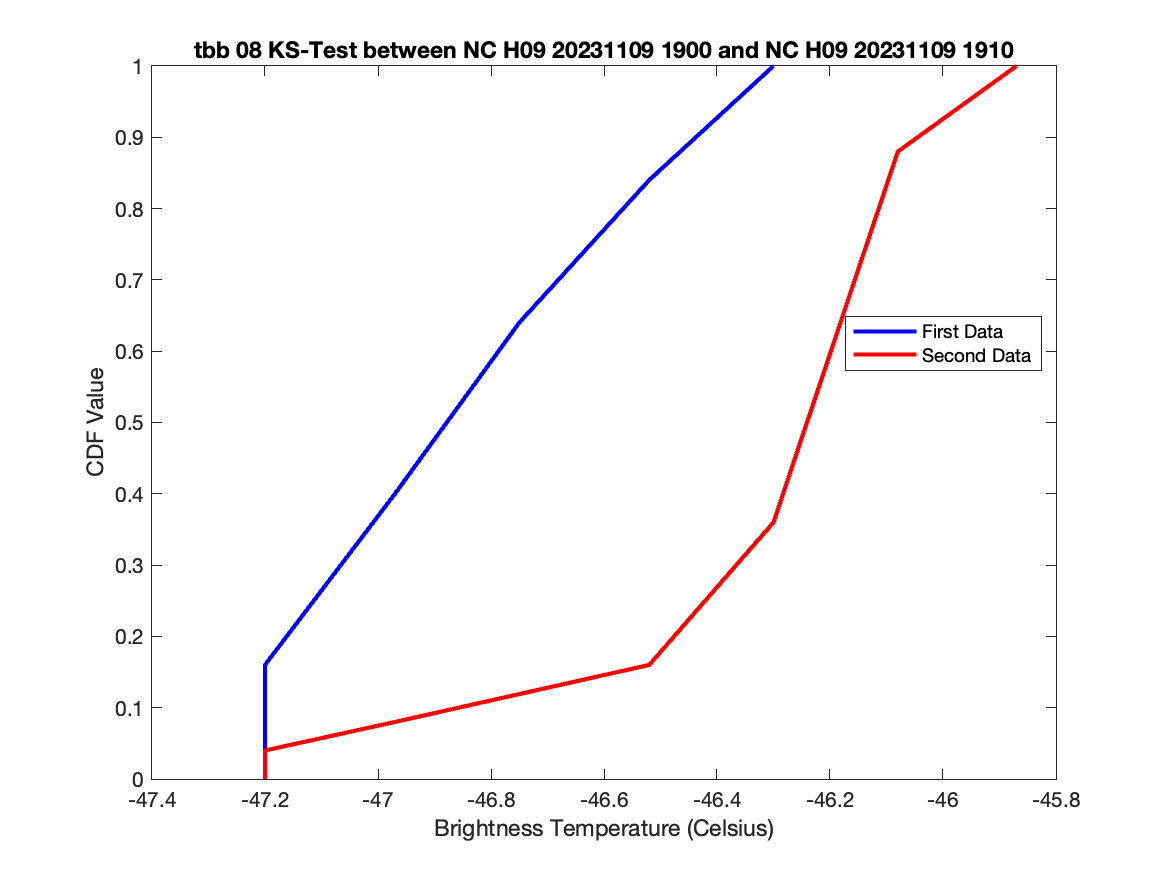 tbb 08 KS-Test between NC H09 20231109 1900 and NC H09 20231109 1910
1
0.9
0.8
0.7
0.6
0.5
0.4
0.3
0.2
0.1
0
CDF Value
First Data
Second Data
-47.4 -47.2 -47 -46.8 -46.6 -46.4 -46.2 -46 -45.8
Brightness Temperature (Celsius)